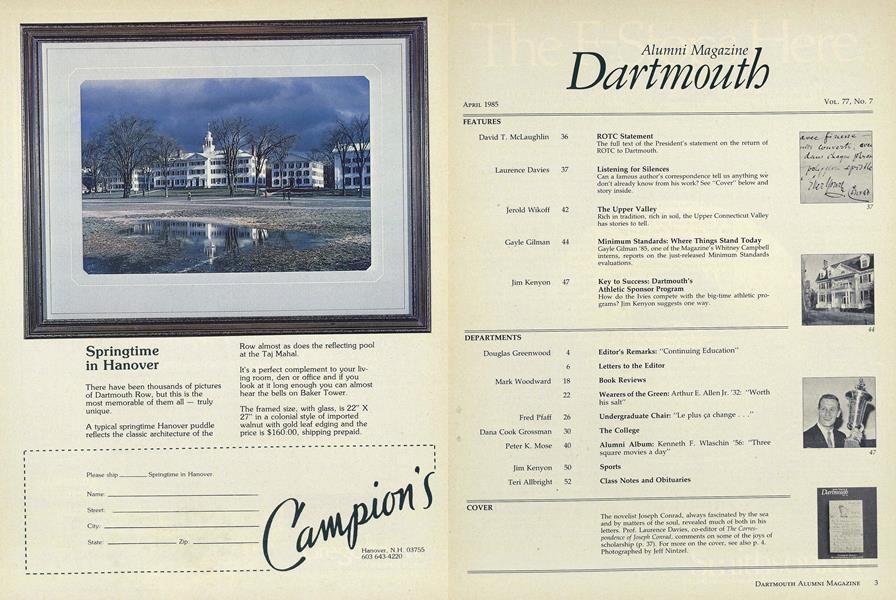 Springtime
in Hanover
There have been thousands of pictures
of Dartmouth Row, but this is the
most memorable of them all — truly
unique.
A typical springtime Hanover puddle
reflects the classic architecture of the
Row almost as does the reflecting pool
at the Taj Mahal.
It's a perfect complement to your liv-
ing room, den or office and if you
look at it long enough you can almost
hear the bells on Baker Tower.
The framed size, with glass, is 22" X
27" in a colonial style of imported
walnut with gold leaf edging and the
price is $160.00, shipping prepaid.
Please ship Springtime in Hanover
Name:
Street:
City:
State: Zip:
Campion's
Hanover, N.H. 03755
603 643-4220
Alumni Magazine
Dartmouth
APRIL 1985 VOL. 77, No. 7
FEATURES
David T. McLaughlin 36 ROTC Statement
The full text of the President's statement on the return of
ROTC to Dartmouth.
Laurence Davies 37 Listening for Silences
Can a famous author's correspondence tell us anything we
don't already know from his work? See "Cover" below and
story inside.
Jerold Wikoff 42 The Upper Valley
Rich in tradition, rich in soil, the Upper Connecticut Valley
has stories to tell.
Gayle Gilman 44 Minimum Standards: Where Things Stand Today
Gayle Gilman '85, one of the Magazine's Whitney Campbell
interns, reports on the just-released Minimum Standards
evaluations.
Jim Kenyon 47 Key to Success: Dartmouth's
Athletic Sponsor Program
How do the Ivies compete with the big-time athletic pro-
grams? Jim Kenyon suggests one way.
37
44
47
DEPARTMENTS
Douglas Greenwood 4 Editor's Remarks: "Continuing Education"
6 Letters to the Editor
Mark Woodward 18 Book Reviews
22 Wearers of the Green: Arthur E. Allen Jr. '32: "Worth
his salt"
Fred Pfaff 26 Undergraduate Chair: "Le plus ça change . . ."
Dana Cook Grossman 30 The College
Peter K. Mose 40 Alumni Album: Kenneth F. Wlaschin '56: "Three
square movies a day"
Jim Kenyon 50 Sports
Teri Allbright 52 Class Notes and Obituaries
COVER
The novelist Joseph Conrad, always fascinated by the sea
and by matters of the soul, revealed much of both in his
letters. Prof. Laurence Davies, co-editor of The Corres-
pondence of Joseph Conrad, comments on some of the joys of
scholarship (p. 37). For more on the cover, see also p. 4.
Photographed by Jeff Nintzel.
Dartmouth
DARTMOUTH ALUMNI MAGAZINE 3